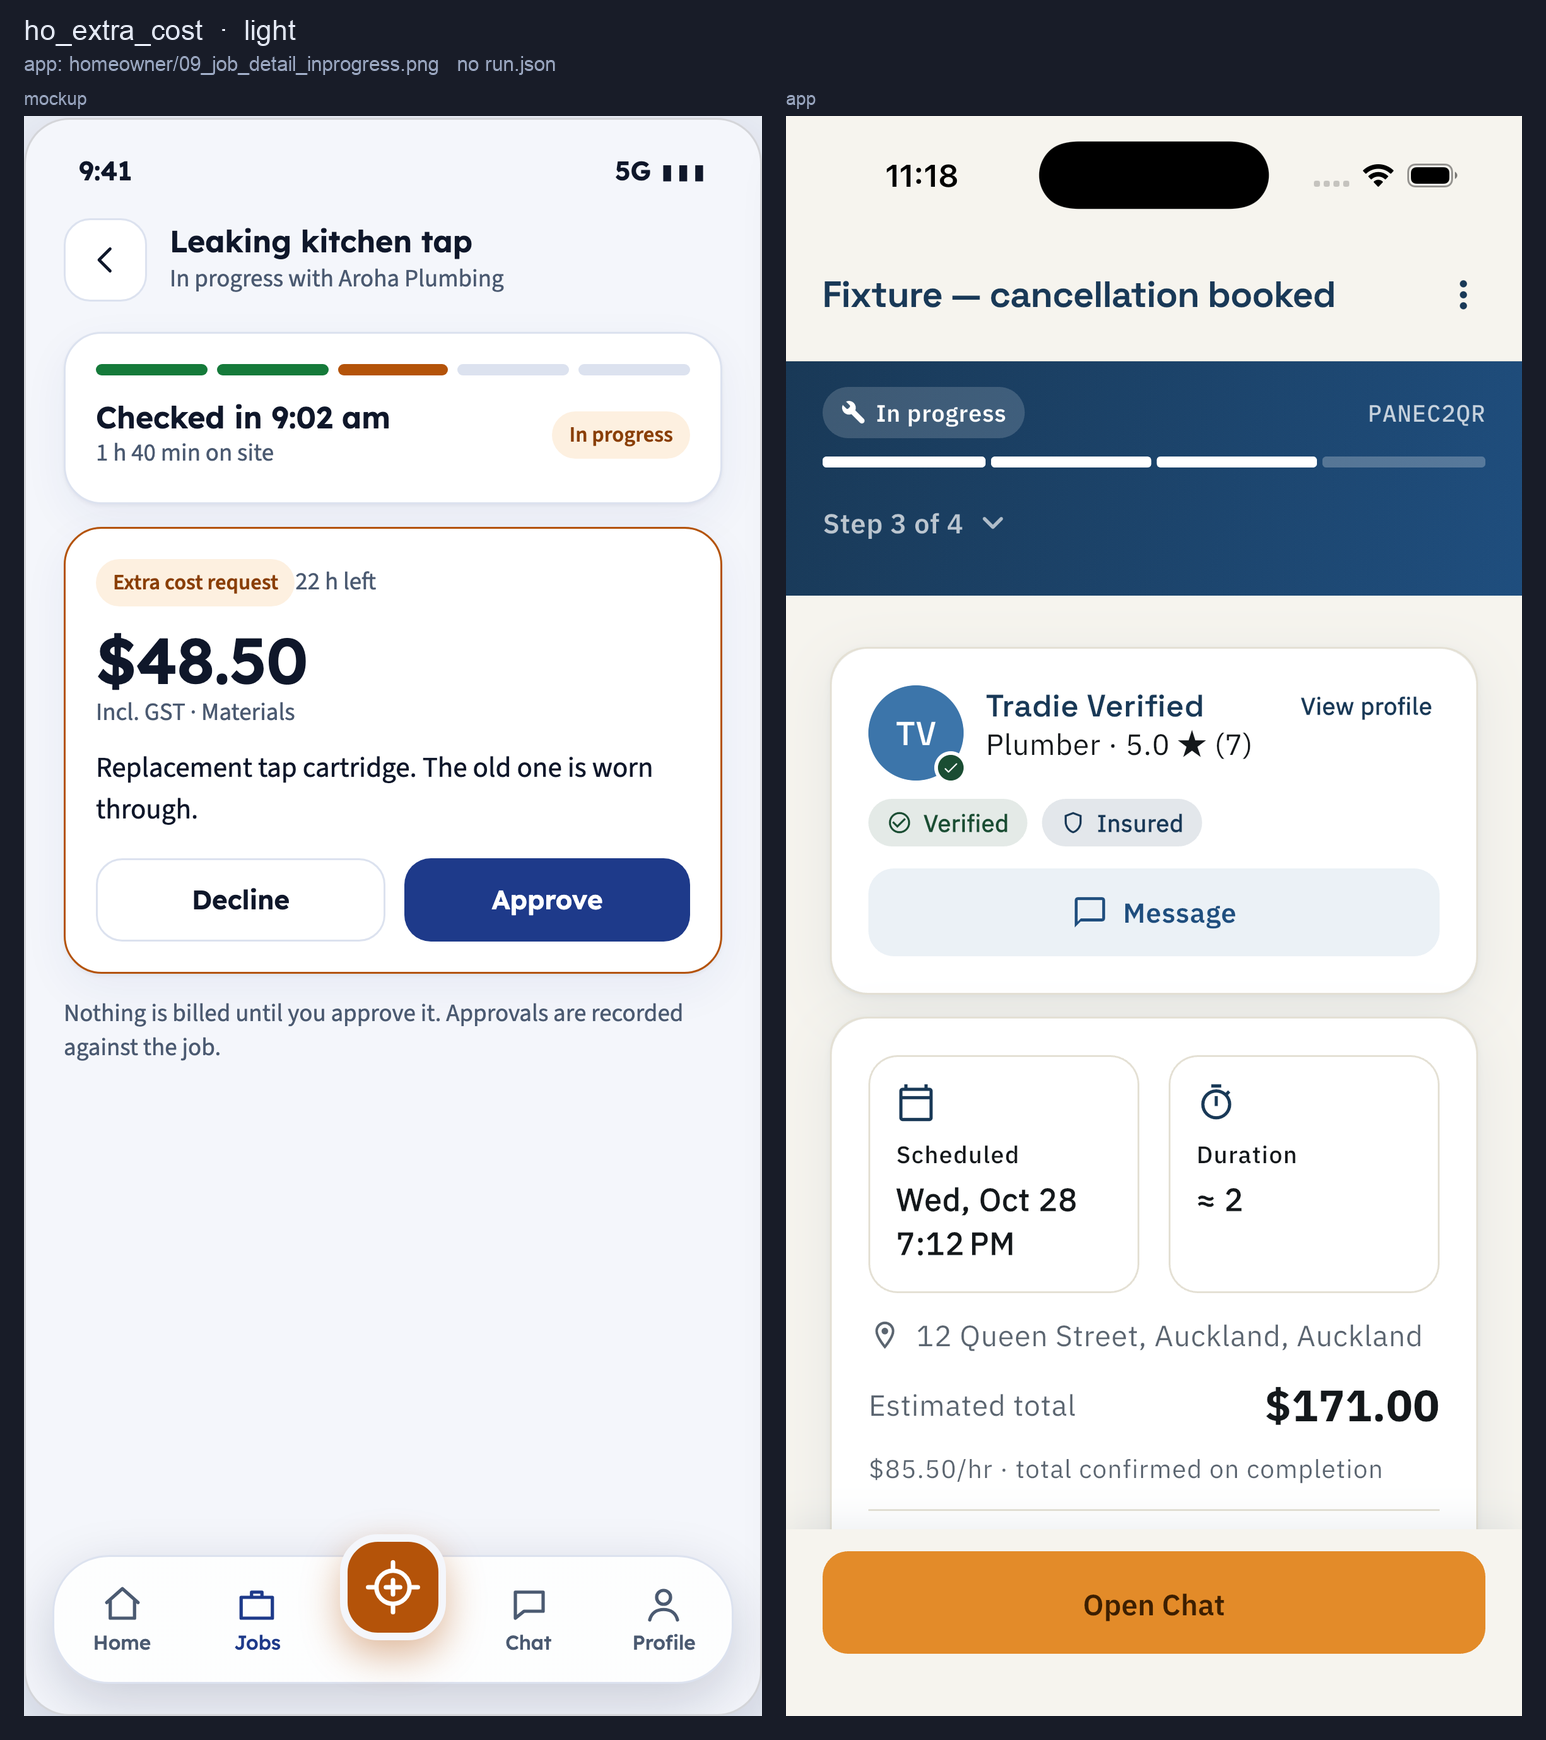 ho_extra_cost · light
app: homeowner/09_job_detail_inprogress.png no run.json
mockup
9:41
5G
Leaking kitchen tap
In progress with Aroha Plumbing
Checked in 9:02 am
1 h 40 min on site
In progress
Extra cost request 22 h left
$48.50
Incl. GST · Materials
Replacement tap cartridge. The old one is worn
through.
Decline
Approve
Nothing is billed until you approve it. Approvals are recorded
against the job.
Home
Jobs
Chat
Profile
app
11:18
Fixture — cancellation booked
In progress
PANEC2QR
Step 3 of 4
TV
Tradie Verified
View profile
Plumber · 5.0 ★ (7)
Verified
Insured
Message
Scheduled
Wed, Oct 28
7:12 PM
Duration
≈ 2
12 Queen Street, Auckland, Auckland
Estimated total
$171.00
$85.50/hr · total confirmed on completion
Open Chat